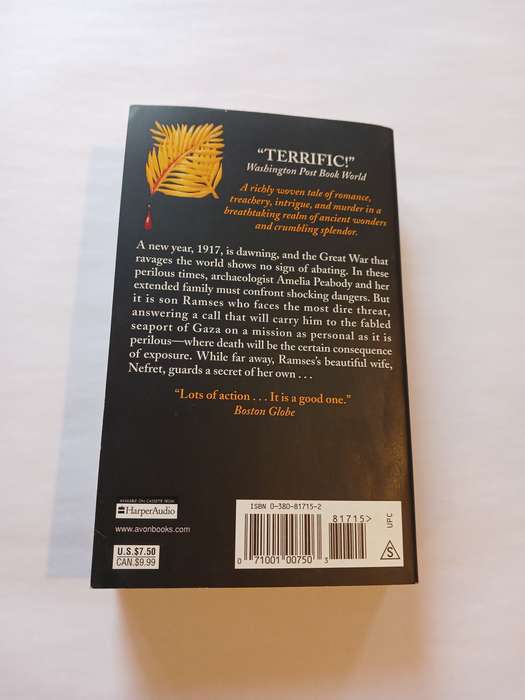 “TERRIFIC!”
Washington Post Book World
A richly woven tale of romance,
treachery, intrigue, and murder in a
breathtaking realm of ancient wonders
and crumbling splendor.
A new year, 1917, is dawning, and the Great War that
ravages the world shows no sign of abating. In these
perilous times, archaeologist Amelia Peabody and her
extended family must confront shocking dangers. But
it is son Ramses who faces the most dire threat,
answering a call that will carry him to the fabled
seaport of Gaza on a mission as personal as it is
perilous—where death will be the certain consequence
of exposure. While far away, Ramses’s beautiful wife,
Nefret, guards a secret of her own . . .
“Lots of action . . . It is a good one.”
Boston Globe
AVAILABLE ON CASSETTE FROM
HarperAudio
www.avonbooks.com
U.S. $7.50
CAN. $9.99
ISBN 0-380-81715-2
81715>
0 71001 00750 3
UPC
S